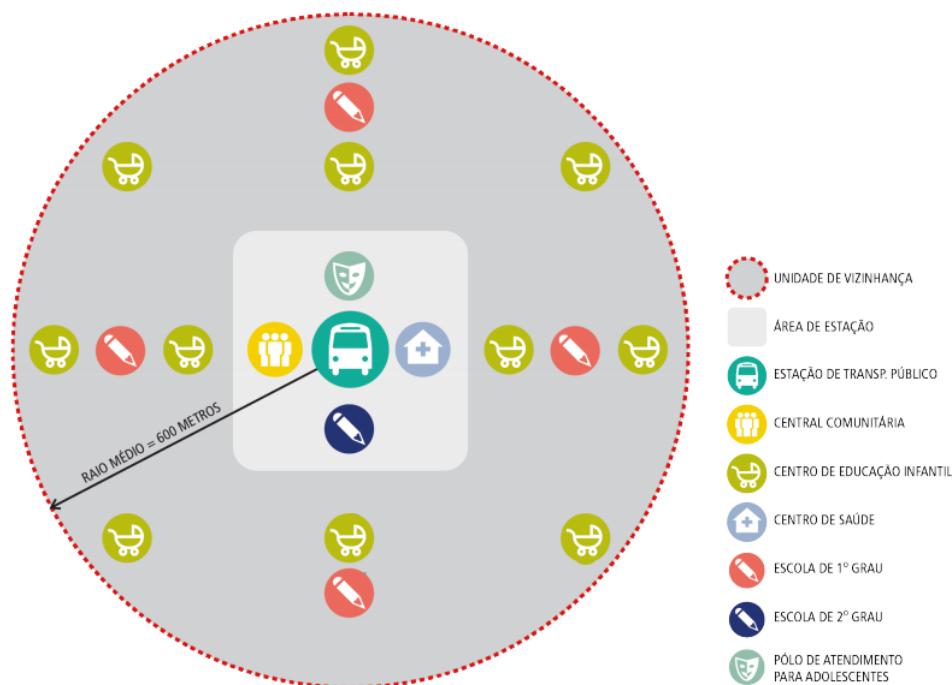 RAIO MÉDIO = 600 METROS
UNIDADE DE VIZINHANÇA
ÁREA DE ESTAÇÃO
ESTAÇÃO DE TRANSP. PÚBLICO
CENTRAL COMUNITÁRIA
CENTRO DE EDUCAÇÃO INFANTIL
CENTRO DE SAÚDE
ESCOLA DE 1º GRAU
ESCOLA DE 2º GRAU
PÓLO DE ATENDIMENTO
PARA ADOLESCENTES